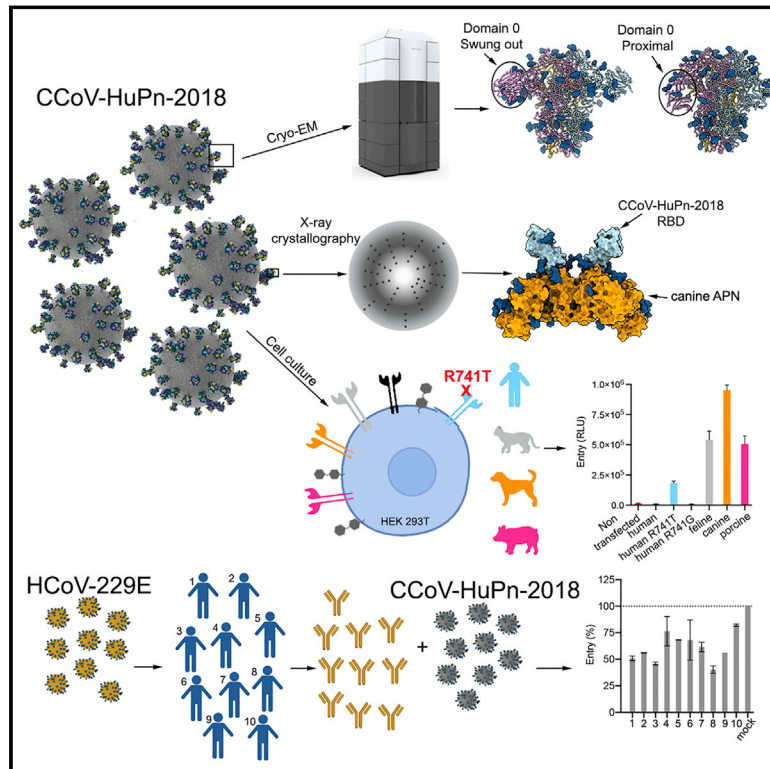 CCoV-HuPn-2018
Cryo-EM
Domain 0
Swung out
Domain 0
Proximal
X-ray
crystallography
CCoV-HuPn-2018
RBD
canine APN
Cell culture
R741T
X
HEK 293T
Entry (RLU)
1.0×10⁶
7.5×10⁵
5.0×10⁵
2.5×10⁵
0.0
Non
transfected
human
human R741T
human R741G
feline
canine
porcine
HCoV-229E
1
2
3
4
5
6
7
8
9
10
+
CCoV-HuPn-2018
Entry (%)
125
100
75
50
25
0
1 2 3 4 5 6 7 8 9 10 mock